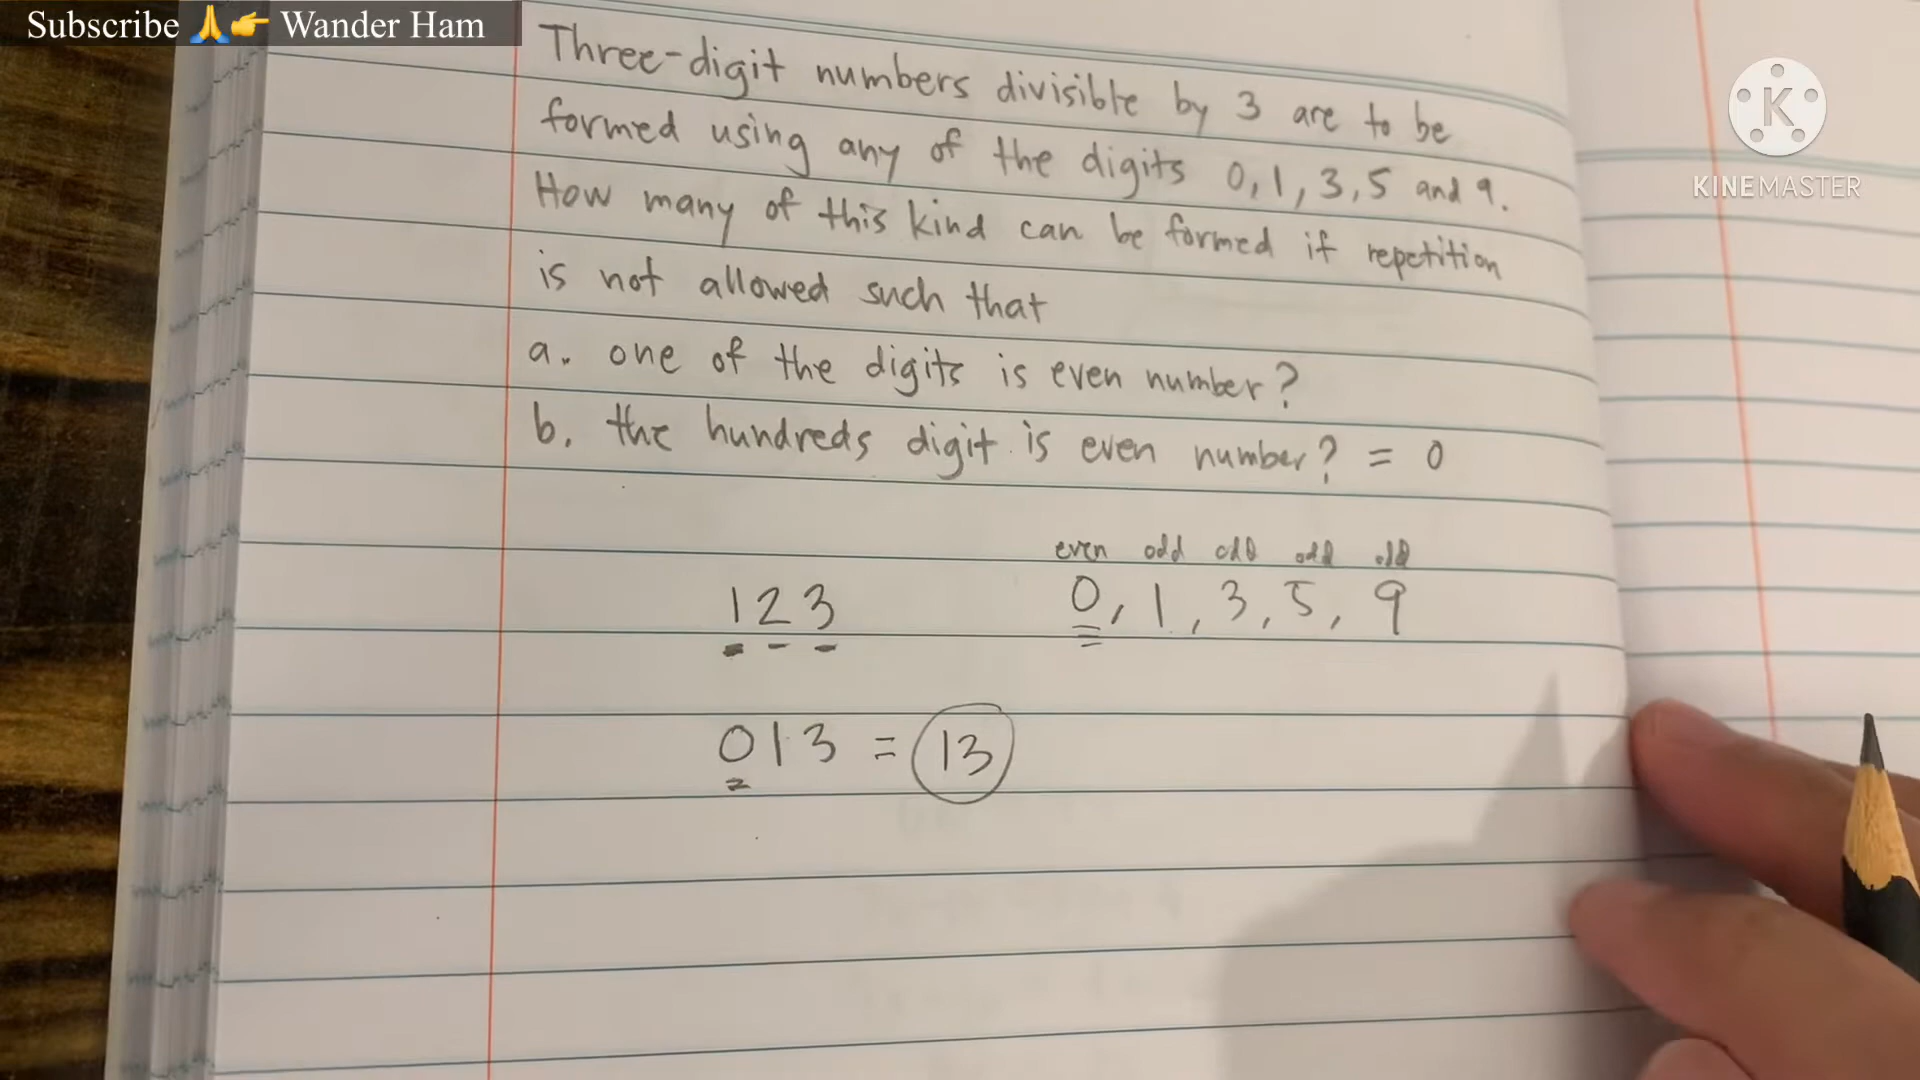 Subscribe 🙏👉 Wander Ham
Three-digit numbers divisible by 3 are to be
formed using any of the digits 0, 1, 3, 5 and 9.
How many of this kind can be formed if repetition
is not allowed such that
a. one of the digits is even number?
b. the hundreds digit is even number? = 0
even odd odd odd odd
123 0, 1, 3, 5, 9
013 = 13
K
KINEMASTER